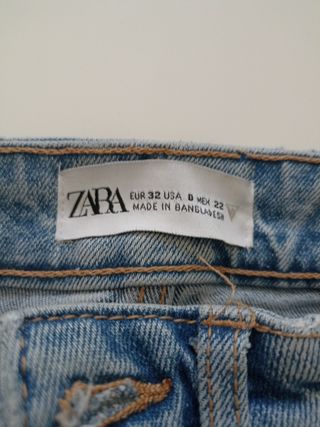 ZARA
EUR 32 USA 0 MEX 22
MADE IN BANGLADESH